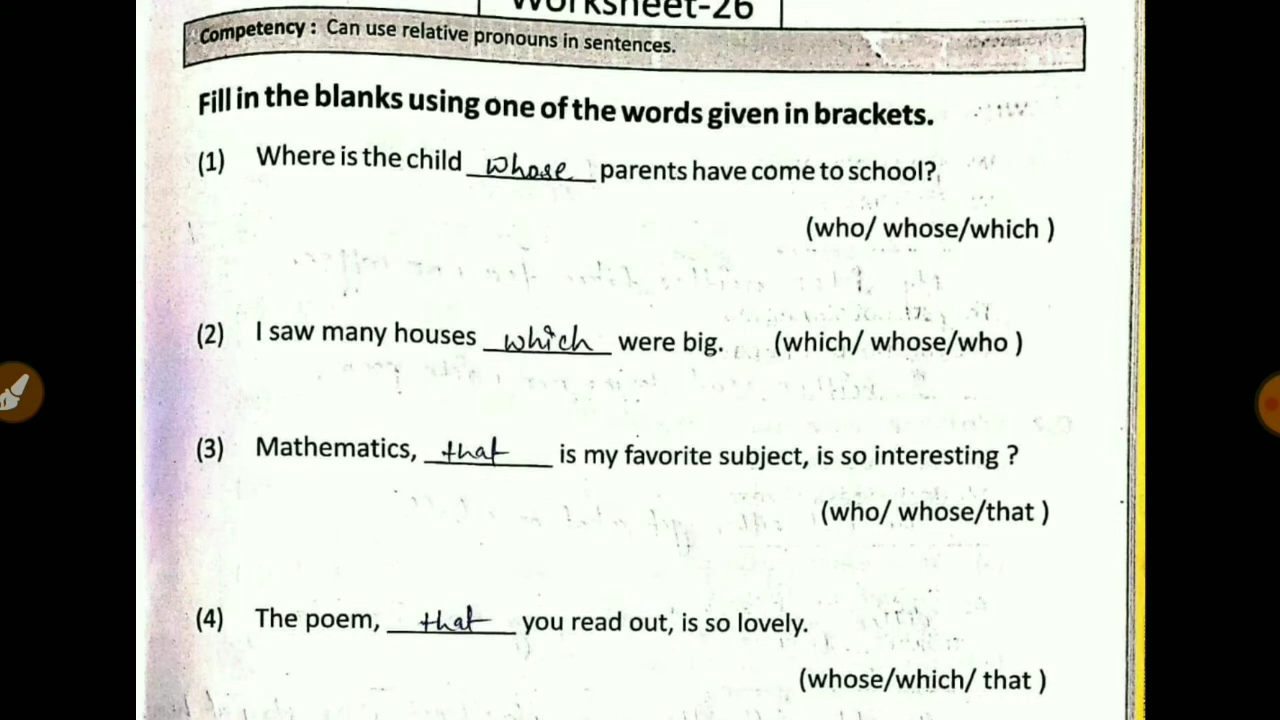 Worksheet-26
Competency : Can use relative pronouns in sentences.
Fill in the blanks using one of the words given in brackets.
(1) Where is the child whose parents have come to school?
(who/ whose/which )
(2) I saw many houses which were big. (which/ whose/who )
(3) Mathematics, that is my favorite subject, is so interesting ?
(who/ whose/that )
(4) The poem, that you read out, is so lovely.
(whose/which/ that )